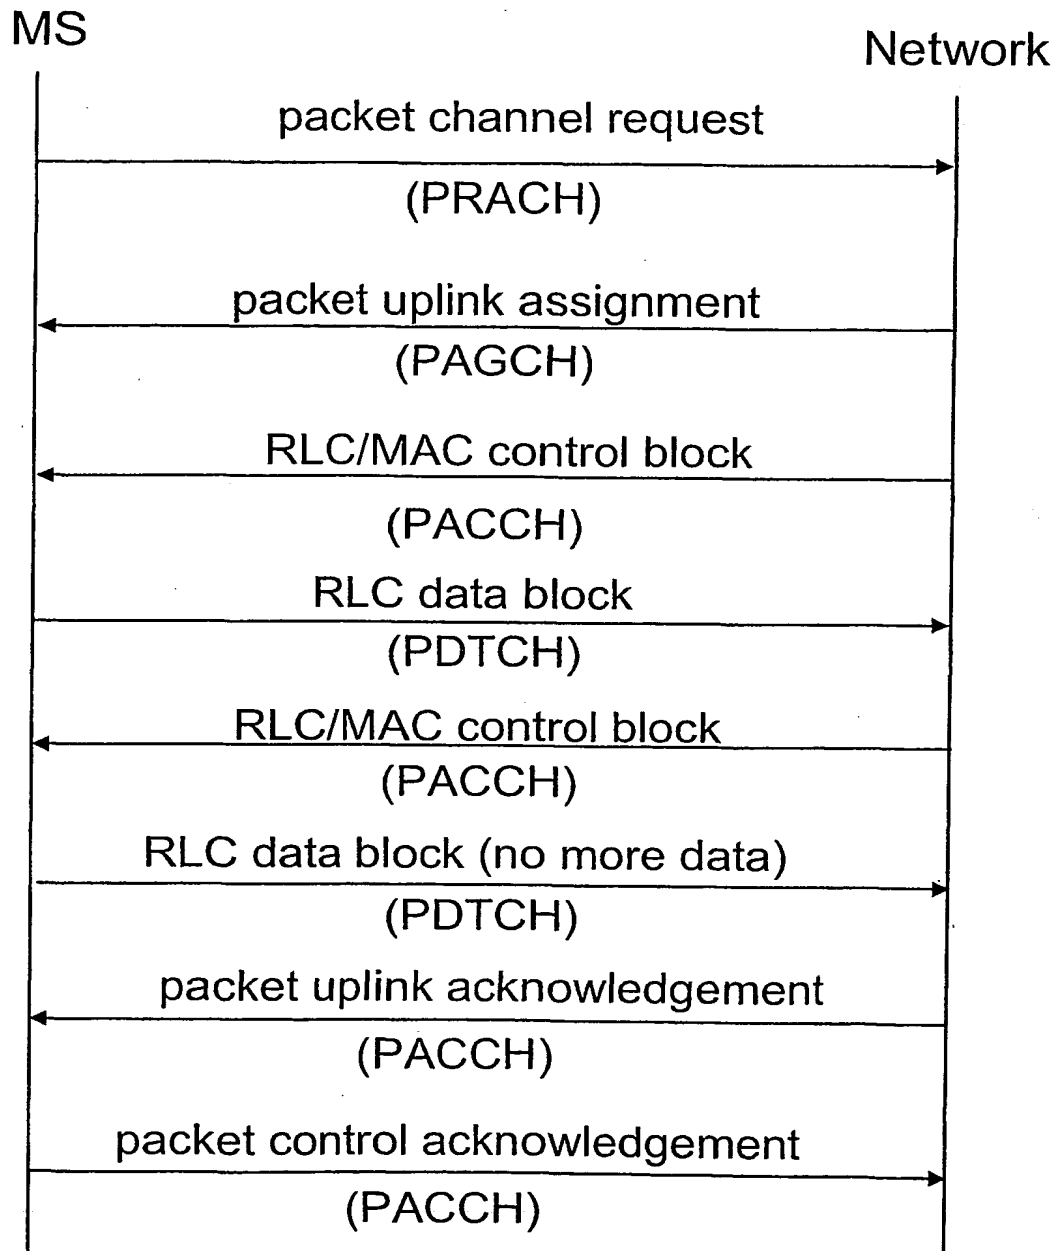 MS
Network
packet channel request
(PRACH)
packet uplink assignment
(PAGCH)
RLC/MAC control block
(PACCH)
RLC data block
(PDTCH)
RLC/MAC control block
(PACCH)
RLC data block (no more data)
(PDTCH)
packet uplink acknowledgement
(PACCH)
packet control acknowledgement
(PACCH)